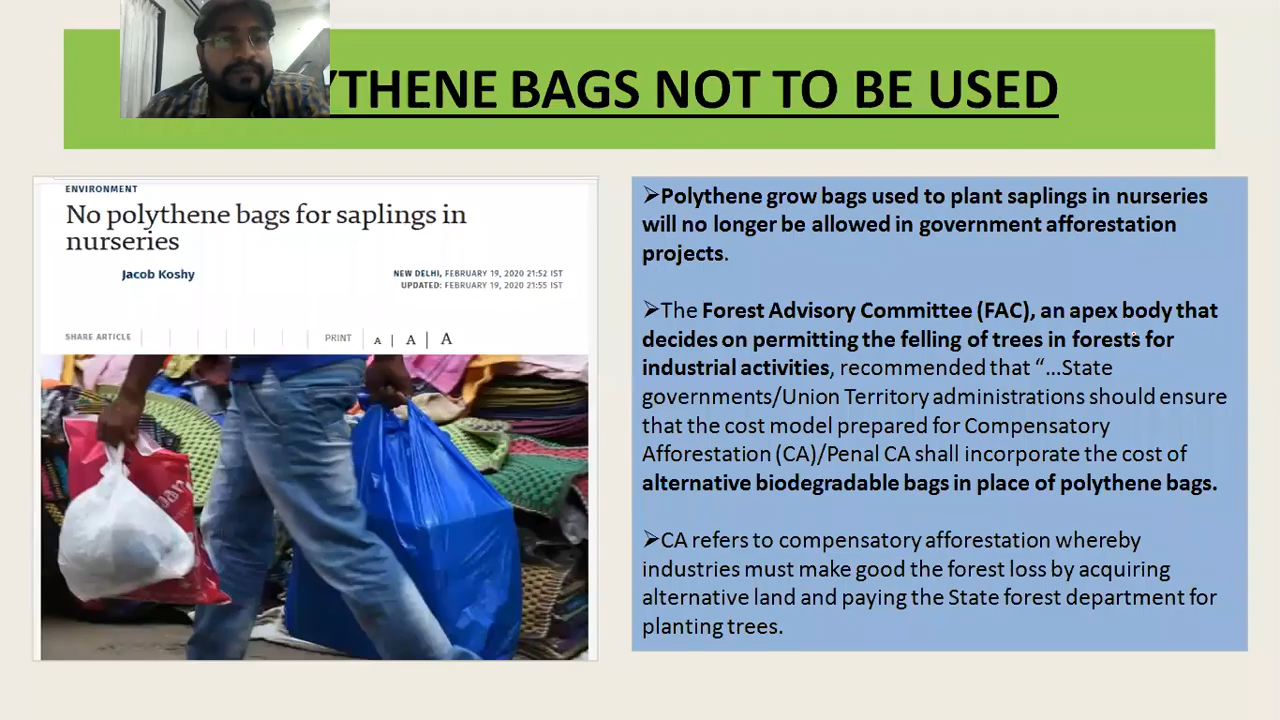 THENE BAGS NOT TO BE USED
ENVIRONMENT
No polythene bags for saplings in
nurseries
Jacob Koshy
NEW DELHI, FEBRUARY 19, 2020 21:52 IST
UPDATED: FEBRUARY 19, 2020 21:55 IST
SHARE ARTICLE PRINT A A A
➢Polythene grow bags used to plant saplings in nurseries
will no longer be allowed in government afforestation
projects.
➢The Forest Advisory Committee (FAC), an apex body that
decides on permitting the felling of trees in forests for
industrial activities, recommended that “...State
governments/Union Territory administrations should ensure
that the cost model prepared for Compensatory
Afforestation (CA)/Penal CA shall incorporate the cost of
alternative biodegradable bags in place of polythene bags.
➢CA refers to compensatory afforestation whereby
industries must make good the forest loss by acquiring
alternative land and paying the State forest department for
planting trees.